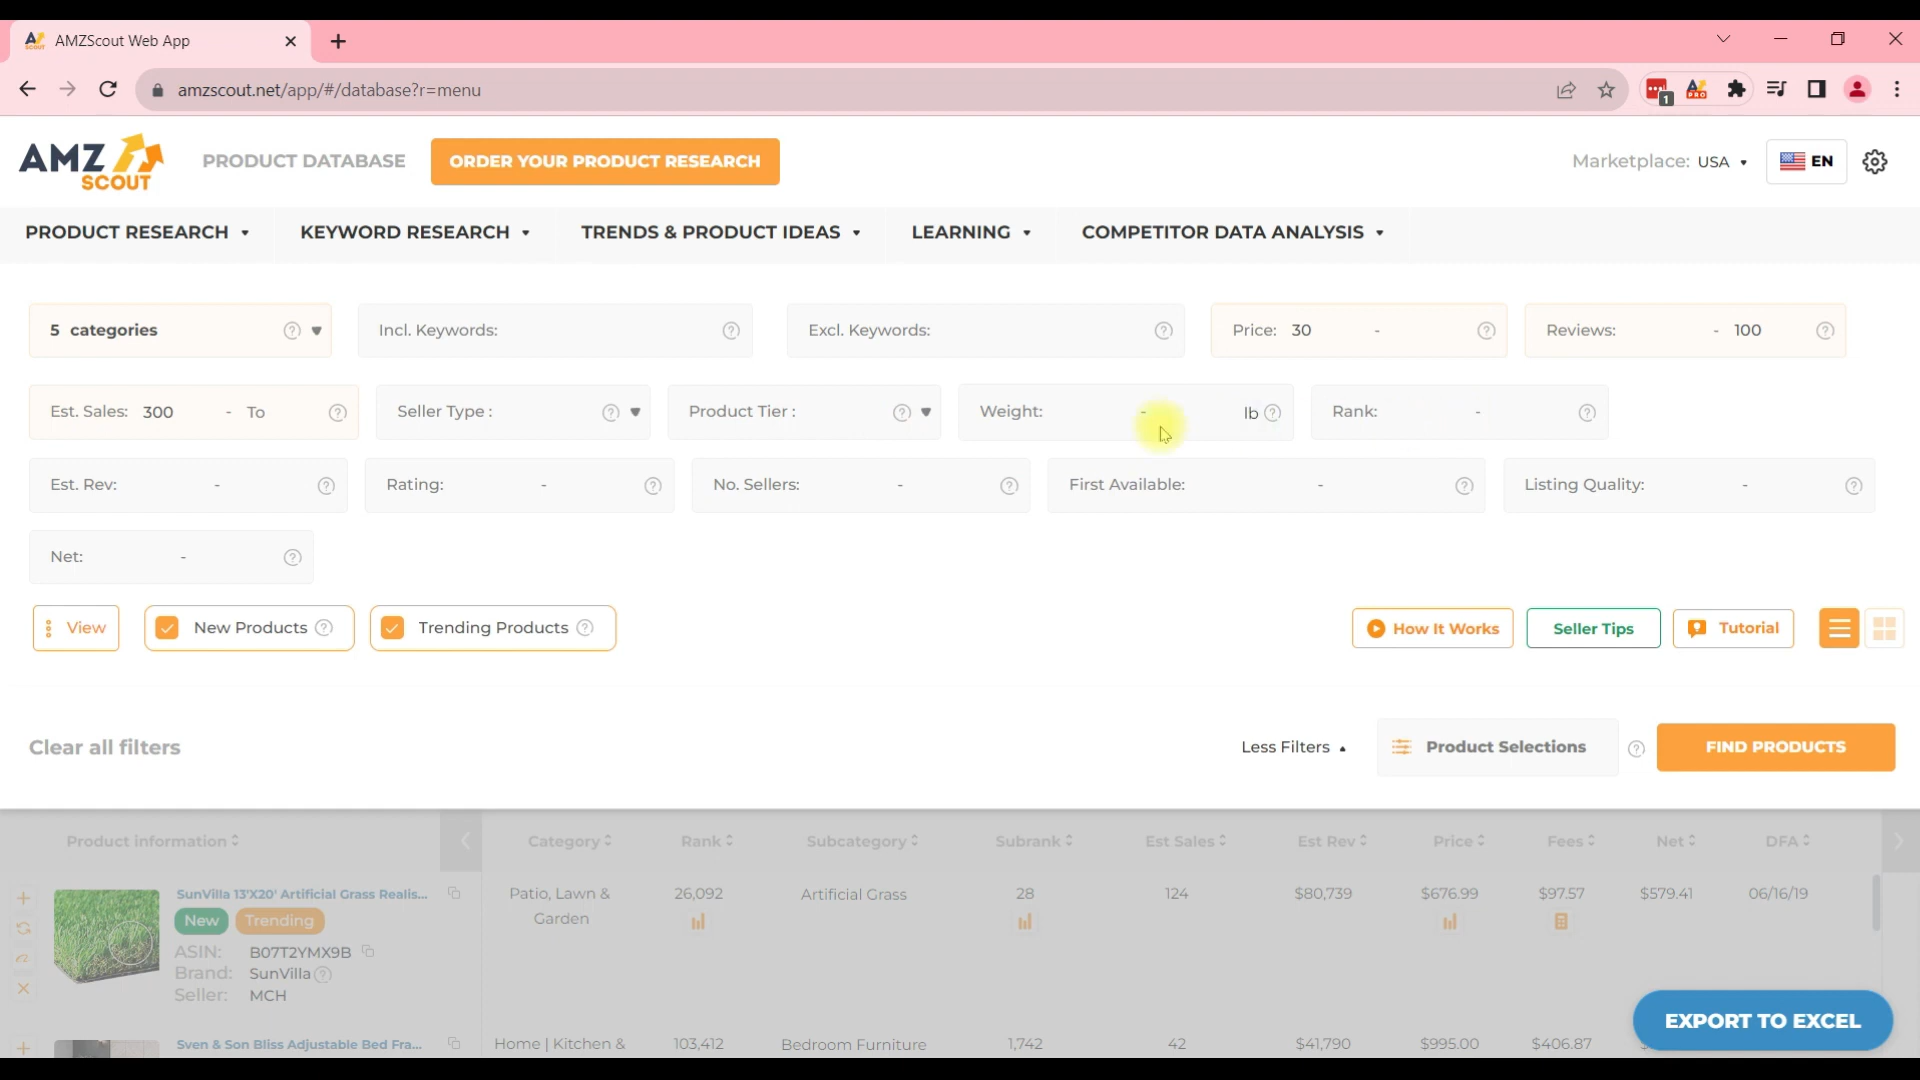 AMZScout Web App
amzscout.net/app/#/database?r=menu
1
PRO
AMZ SCOUT
PRODUCT DATABASE
ORDER YOUR PRODUCT RESEARCH
Marketplace: USA
EN
PRODUCT RESEARCH
KEYWORD RESEARCH
TRENDS & PRODUCT IDEAS
LEARNING
COMPETITOR DATA ANALYSIS
5 categories
Incl. Keywords:
Excl. Keywords:
Price: 30 -
Reviews: - 100
Est. Sales: 300 - To
Seller Type :
Product Tier :
Weight: - lb
Rank: -
Est. Rev: -
Rating: -
No. Sellers: -
First Available: -
Listing Quality: -
Net: -
View
New Products
Trending Products
How It Works
Seller Tips
Tutorial
Clear all filters
Less Filters
Product Selections
FIND PRODUCTS
Product information
Category
Rank
Subcategory
Subrank
Est Sales
Est Rev
Price
Fees
Net
DFA
SunVilla 13'X20' Artificial Grass Realis...
New
Trending
ASIN: B07T2YMX9B
Brand: SunVilla
Seller: MCH
Patio, Lawn &
Garden
26,092
Artificial Grass
28
124
$80,739
$676.99
$97.57
$579.41
06/16/19
Sven & Son Bliss Adjustable Bed Fra...
Home | Kitchen &
103,412
Bedroom Furniture
1,742
42
$41,790
$995.00
$406.87
EXPORT TO EXCEL